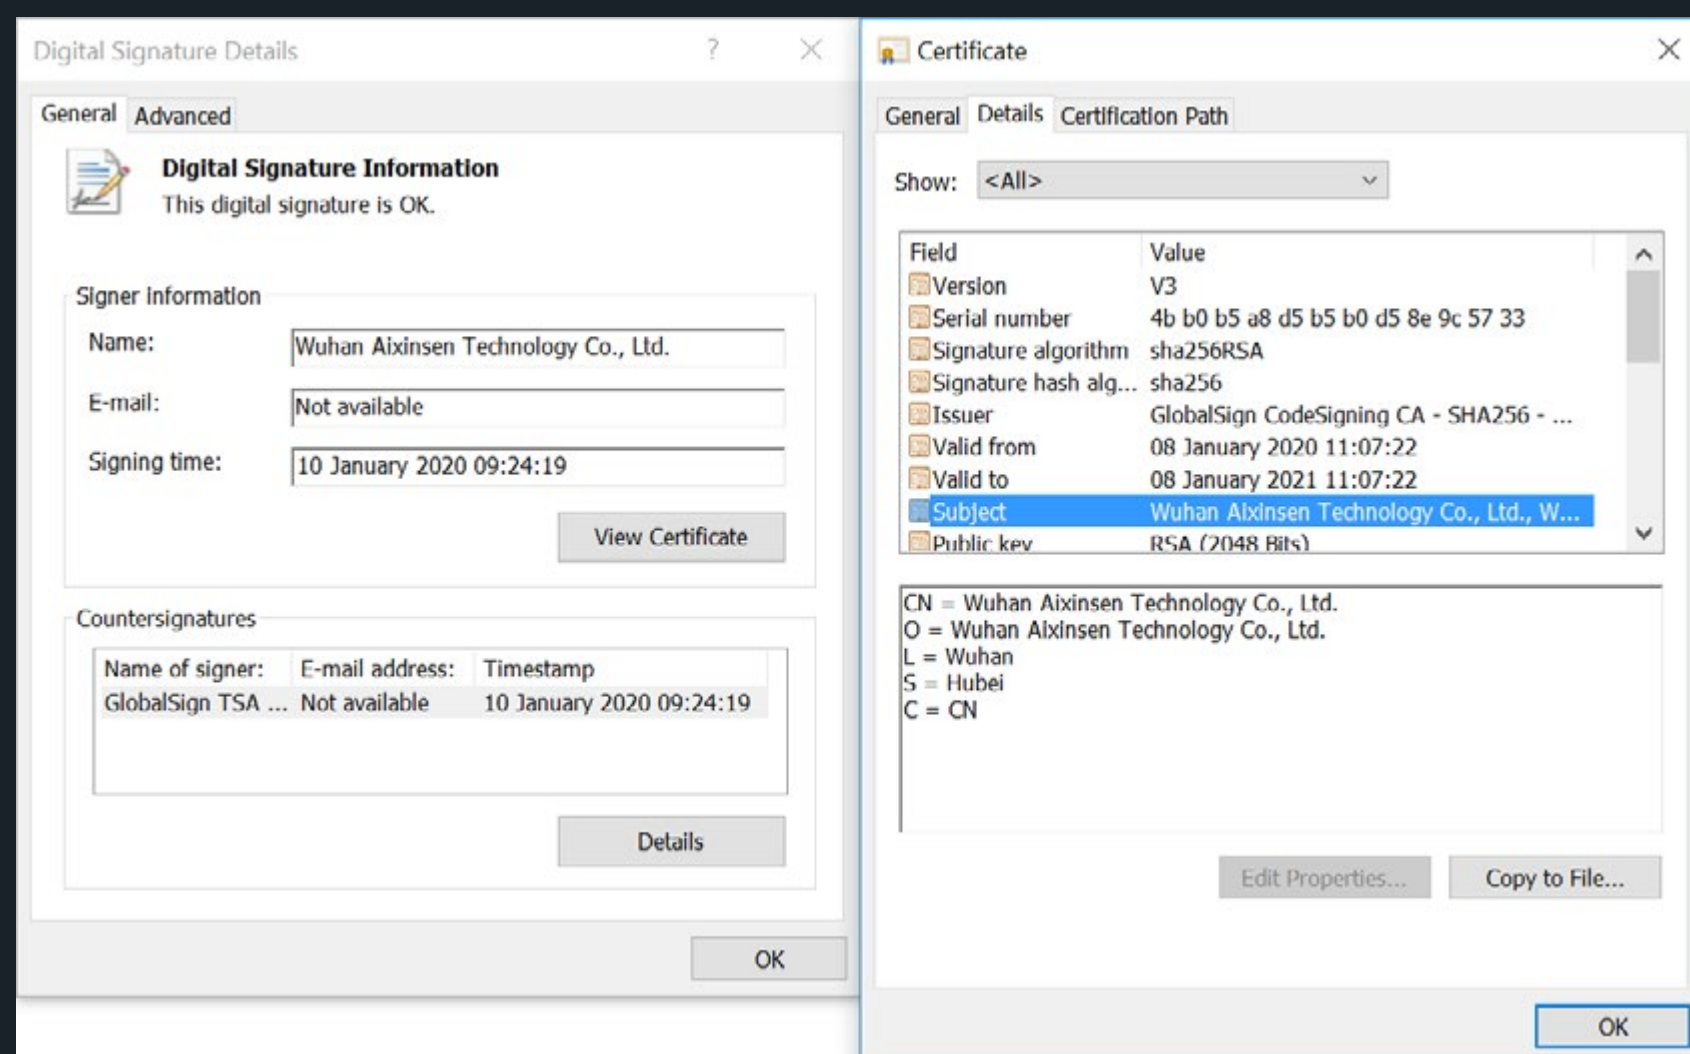 Digital Signature Details ?
General Advanced
Digital Signature Information
This digital signature is OK.
Signer information
Name: Wuhan Aixinsen Technology Co., Ltd.
E-mail: Not available
Signing time: 10 January 2020 09:24:19
View Certificate
Countersignatures
Name of signer: E-mail address: Timestamp
GlobalSign TSA ... Not available 10 January 2020 09:24:19
Details
OK
Certificate
General Details Certification Path
Show: <All>
Field Value
Version V3
Serial number 4b b0 b5 a8 d5 b5 b0 d5 8e 9c 57 33
Signature algorithm sha256RSA
Signature hash alg... sha256
Issuer GlobalSign CodeSigning CA - SHA256 - ...
Valid from 08 January 2020 11:07:22
Valid to 08 January 2021 11:07:22
Subject Wuhan Aixinsen Technology Co., Ltd., W...
Public key RSA (2048 Bits)
CN = Wuhan Aixinsen Technology Co., Ltd.
O = Wuhan Aixinsen Technology Co., Ltd.
L = Wuhan
S = Hubei
C = CN
Edit Properties... Copy to File...
OK